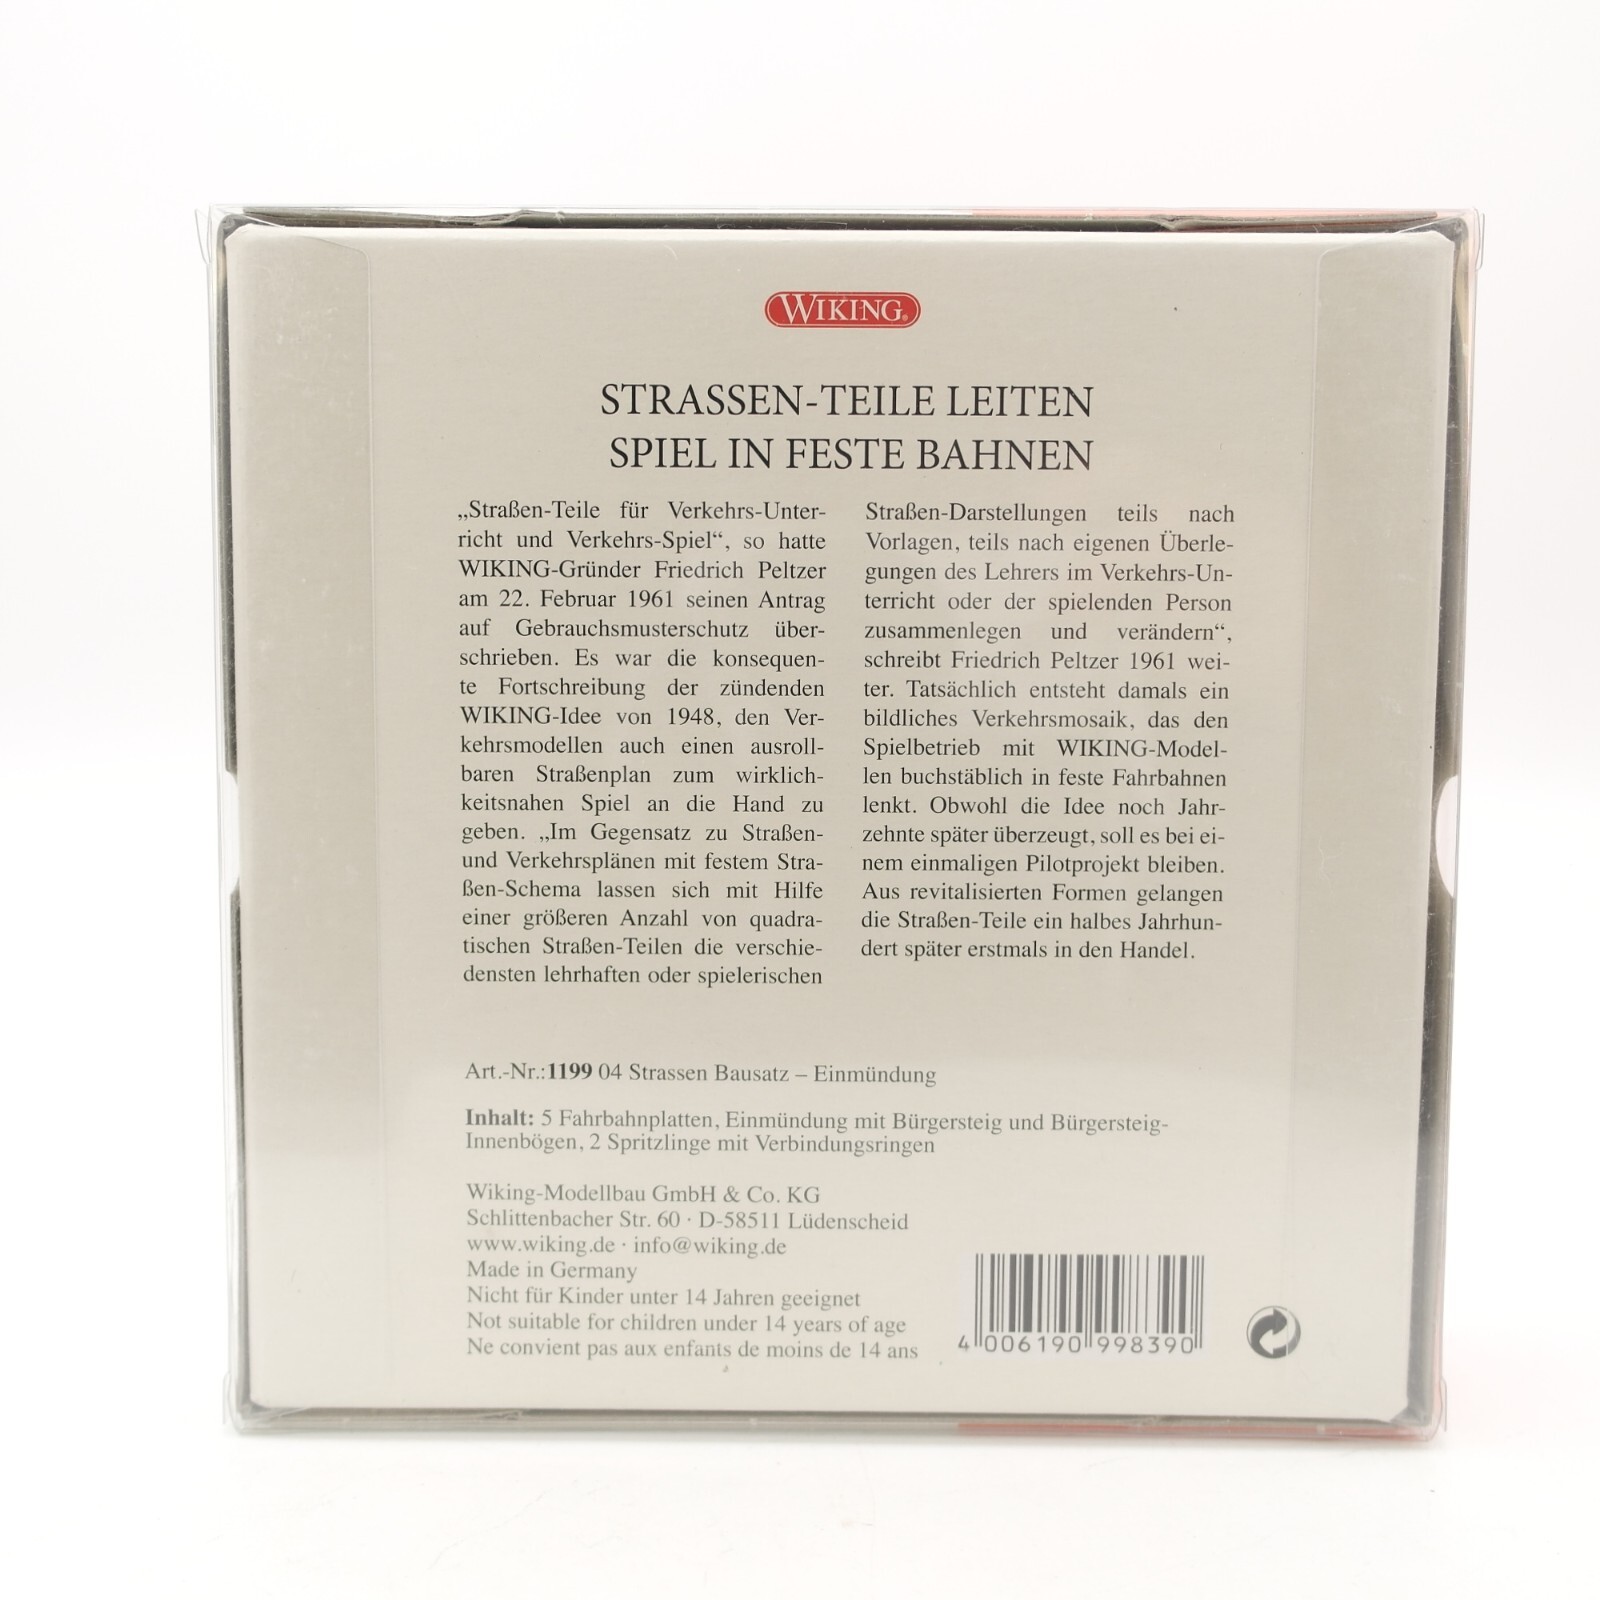 WIKING®
STRASSEN-TEILE LEITEN
SPIEL IN FESTE BAHNEN
„Straßen-Teile für Verkehrs-Unter-
richt und Verkehrs-Spiel“, so hatte
WIKING-Gründer Friedrich Peltzer
am 22. Februar 1961 seinen Antrag
auf Gebrauchsmusterschutz über-
schrieben. Es war die konsequen-
te Fortschreibung der zündenden
WIKING-Idee von 1948, den Ver-
kehrsmodellen auch einen ausroll-
baren Straßenplan zum wirklich-
keitsnahen Spiel an die Hand zu
geben. „Im Gegensatz zu Straßen-
und Verkehrsplänen mit festem Stra-
ßen-Schema lassen sich mit Hilfe
einer größeren Anzahl von quadra-
tischen Straßen-Teilen die verschie-
densten lehrhaften oder spielerischen
Straßen-Darstellungen teils nach
Vorlagen, teils nach eigenen Überle-
gungen des Lehrers im Verkehrs-Un-
terricht oder der spielenden Person
zusammenlegen und verändern“,
schreibt Friedrich Peltzer 1961 wei-
ter. Tatsächlich entsteht damals ein
bildliches Verkehrsmosaik, das den
Spielbetrieb mit WIKING-Model-
len buchstäblich in feste Fahrbahnen
lenkt. Obwohl die Idee noch Jahr-
zehnte später überzeugt, soll es bei ei-
nem einmaligen Pilotprojekt bleiben.
Aus revitalisierten Formen gelangen
die Straßen-Teile ein halbes Jahrhun-
dert später erstmals in den Handel.
Art.-Nr.:1199 04 Strassen Bausatz – Einmündung
Inhalt: 5 Fahrbahnplatten, Einmündung mit Bürgersteig und Bürgersteig-
Innenbögen, 2 Spritzlinge mit Verbindungsringen
Wiking-Modellbau GmbH & Co. KG
Schlittenbacher Str. 60 · D-58511 Lüdenscheid
www.wiking.de · info@wiking.de
Made in Germany
Nicht für Kinder unter 14 Jahren geeignet
Not suitable for children under 14 years of age
Ne convient pas aux enfants de moins de 14 ans
4 006190 998390